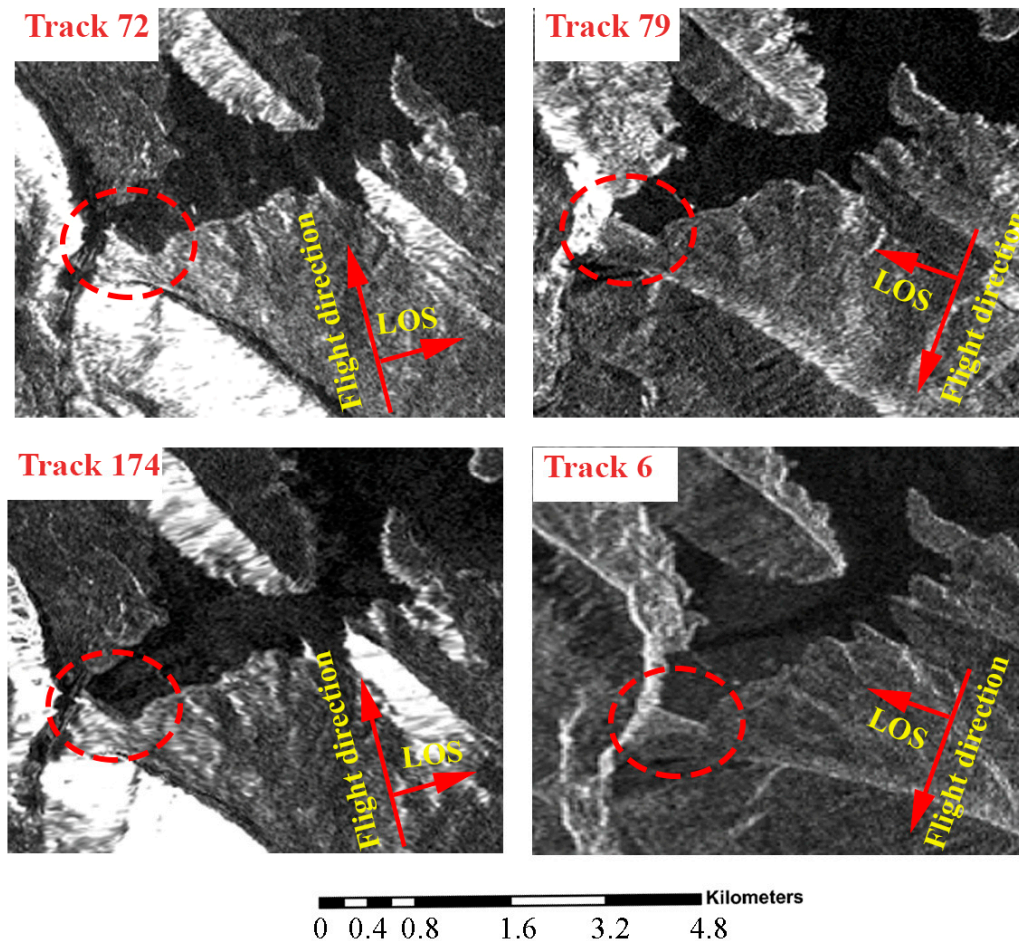 Track 72
Flight direction
LOS
Track 79
LOS
Flight direction
Track 174
Flight direction
LOS
Track 6
LOS
Flight direction
Kilometers
0 0.4 0.8 1.6 3.2 4.8